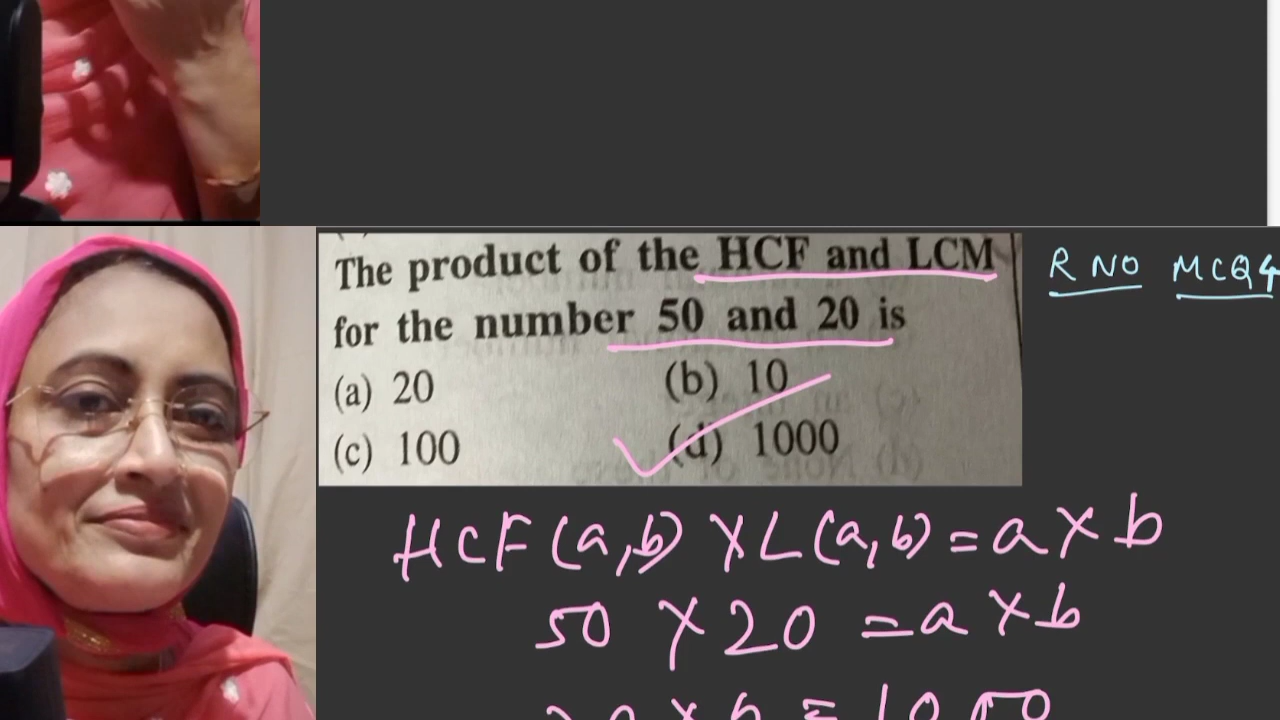 The product of the HCF and LCM
for the number 50 and 20 is
(a) 20 (b) 10
(c) 100 (d) 1000
R NO MCQ4
HCF(a,b) X L(a,b) = a X b
50 X 20 = a X b